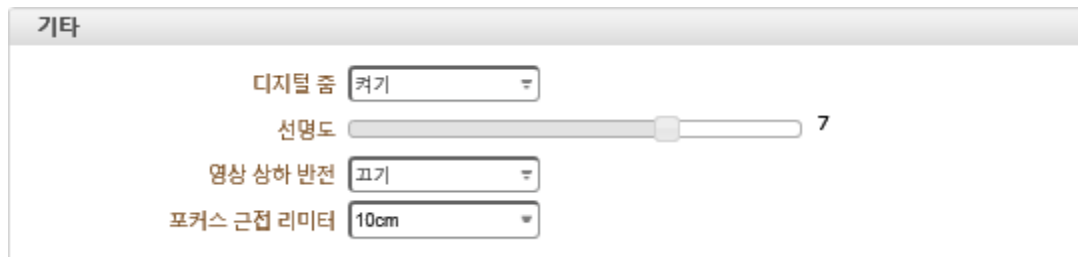 기타
디지털 줌 켜기
선명도 7
영상 상하 반전 끄기
포커스 근접 리미터 10cm